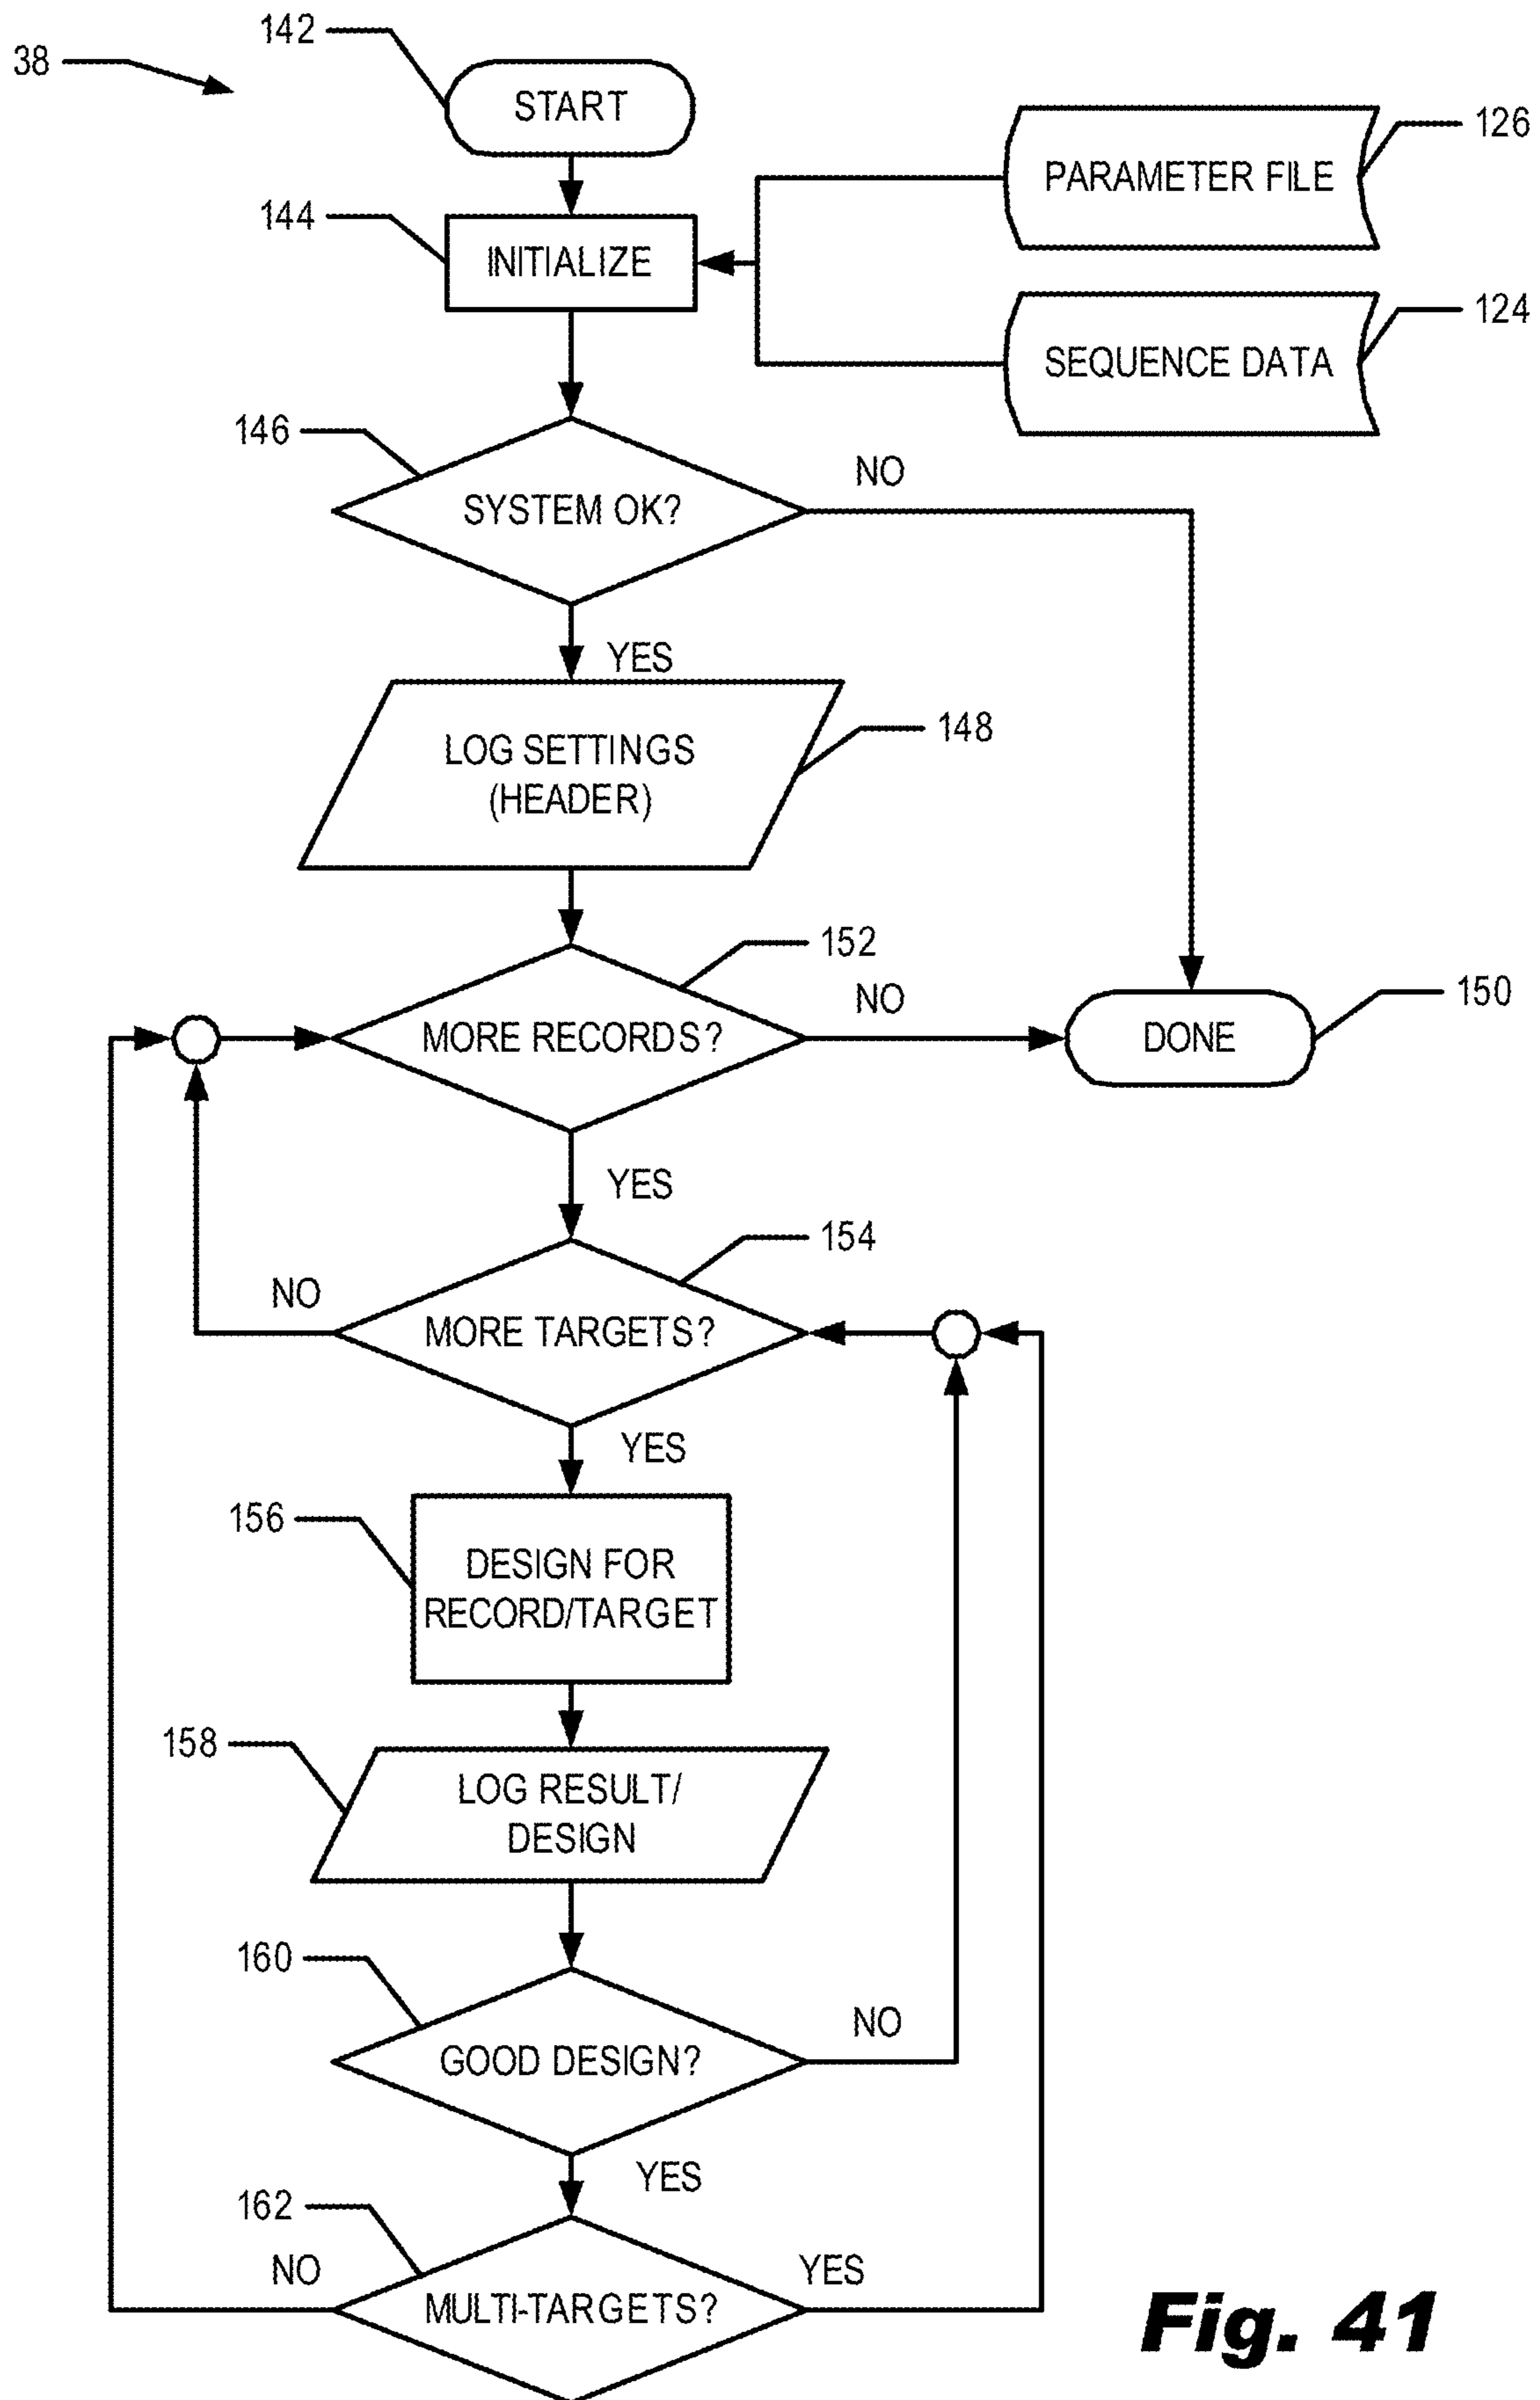 142
38
START
126
PARAMETER FILE
144
INITIALIZE
124
SEQUENCE DATA
146
NO
SYSTEM OK?
YES
148
LOG SETTINGS
(HEADER)
152
NO
150
MORE RECORDS?
DONE
YES
154
NO
MORE TARGETS?
YES
156
DESIGN FOR
RECORD/TARGET
158
LOG RESULT/
DESIGN
160
NO
GOOD DESIGN?
YES
162
NO
YES
MULTI-TARGETS?
Fig. 41